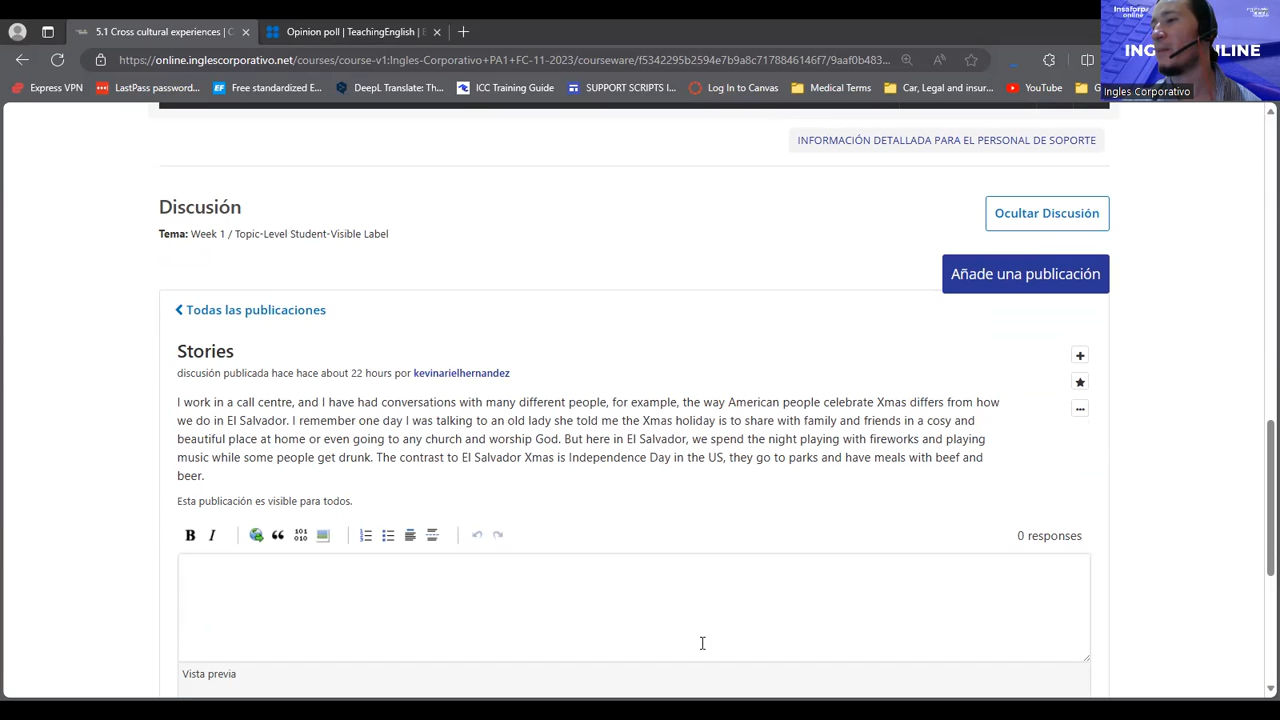 5.1 Cross cultural experiences | C
Opinion poll | TeachingEnglish | E
https://online.inglescorporativo.net/courses/course-v1:Ingles-Corporativo+PA1+FC-11-2023/courseware/f5342295b2594e7b9a8c7178846146f7/9aaf0b483...
Express VPN
LastPass password...
Free standardized E...
DeepL Translate: Th...
ICC Training Guide
SUPPORT SCRIPTS I...
Log In to Canvas
Medical Terms
Car, Legal and insur...
YouTube
Insaforp
online
ING
LINE
Ingles Corporativo
INFORMACIÓN DETALLADA PARA EL PERSONAL DE SOPORTE
Discusión
Ocultar Discusión
Tema: Week 1 / Topic-Level Student-Visible Label
Añade una publicación
Todas las publicaciones
Stories
discusión publicada hace hace about 22 hours por kevinarielhernandez
I work in a call centre, and I have had conversations with many different people, for example, the way American people celebrate Xmas differs from how
we do in El Salvador. I remember one day I was talking to an old lady she told me the Xmas holiday is to share with family and friends in a cosy and
beautiful place at home or even going to any church and worship God. But here in El Salvador, we spend the night playing with fireworks and playing
music while some people get drunk. The contrast to El Salvador Xmas is Independence Day in the US, they go to parks and have meals with beef and
beer.
Esta publicación es visible para todos.
B I
0 responses
Vista previa